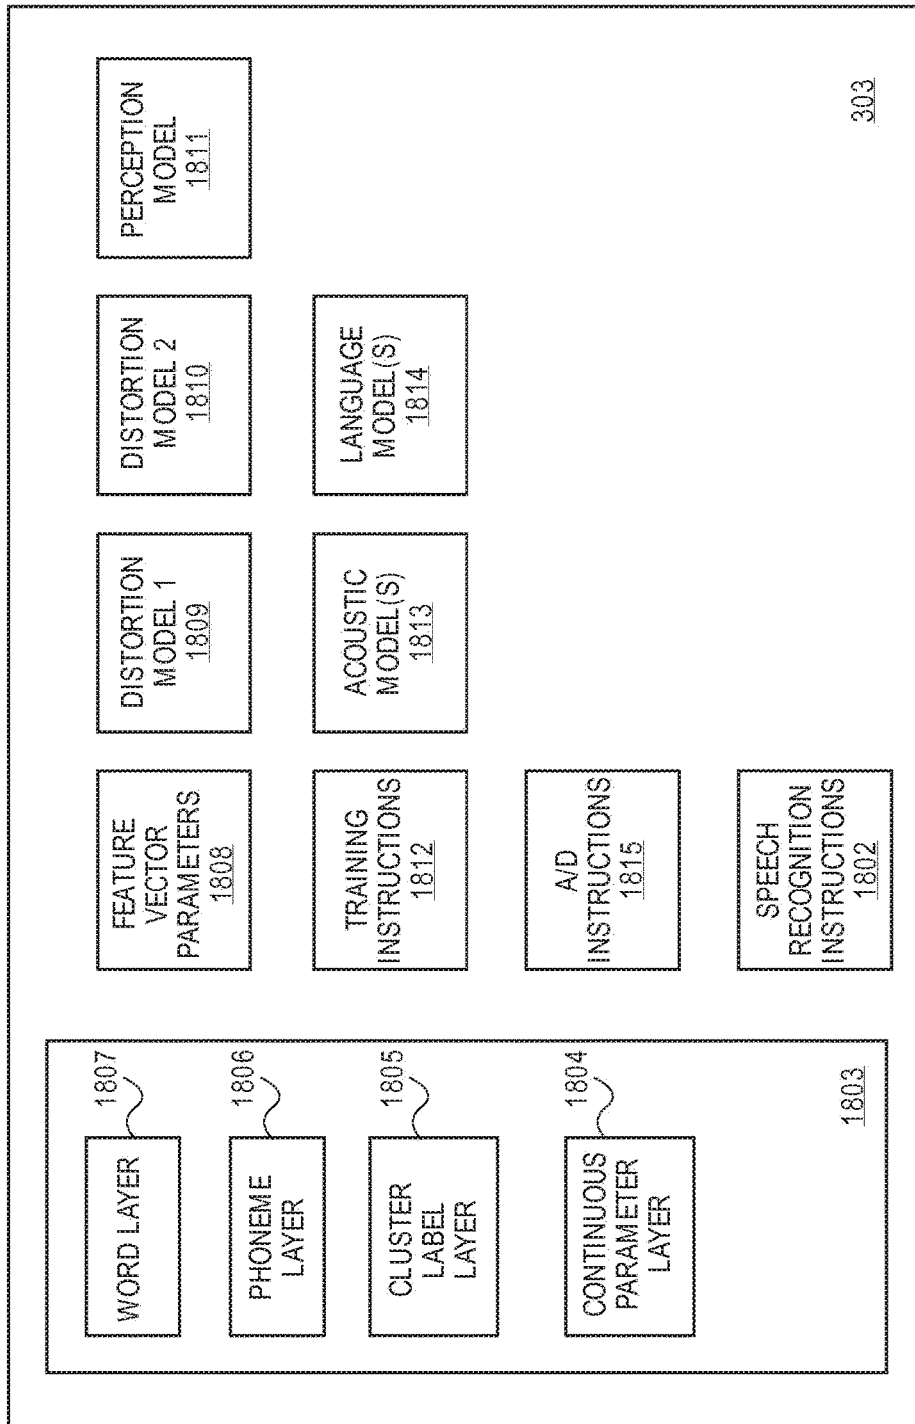 WORD LAYER
1807
PHONEME
LAYER
1806
CLUSTER
LABEL
LAYER
1805
CONTINUOUS
PARAMETER
LAYER
1804
1803
FEATURE
VECTOR
PARAMETERS
1808
DISTORTION
MODEL 1
1809
DISTORTION
MODEL 2
1810
PERCEPTION
MODEL
1811
TRAINING
INSTRUCTIONS
1812
ACOUSTIC
MODEL(S)
1813
LANGUAGE
MODEL(S)
1814
A/D
INSTRUCTIONS
1815
SPEECH
RECOGNITION
INSTRUCTIONS
1802
303